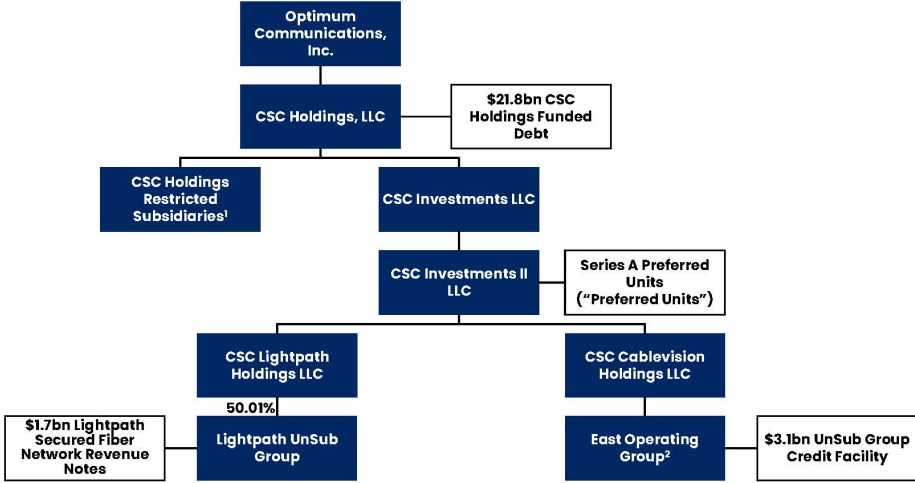 Optimum
Communications,
Inc.
CSC Holdings, LLC
$21.8bn CSC
Holdings Funded
Debt
CSC Holdings
Restricted
Subsidiaries¹
CSC Investments LLC
CSC Investments II
LLC
Series A Preferred
Units
(“Preferred Units”)
CSC Lightpath
Holdings LLC
CSC Cablevision
Holdings LLC
50.01%
$1.7bn Lightpath
Secured Fiber
Network Revenue
Notes
Lightpath UnSub
Group
East Operating
Group²
$3.1bn UnSub Group
Credit Facility